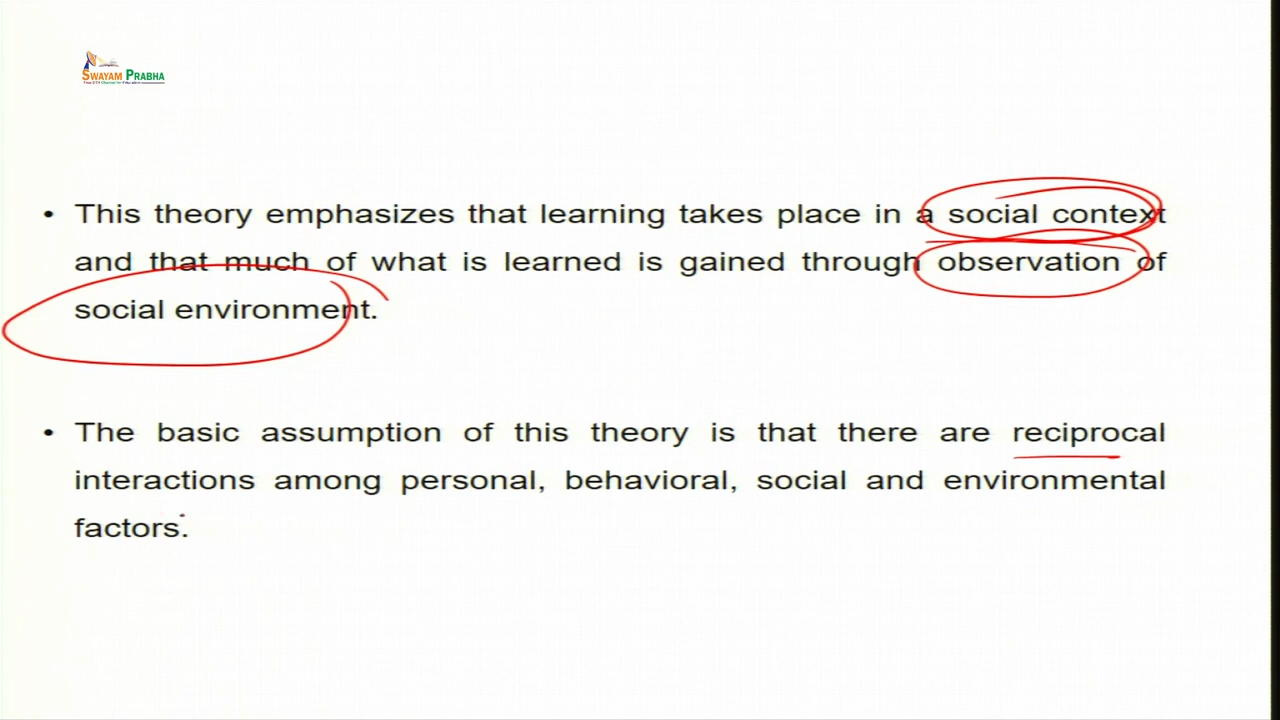 SWAYAM PRABHA
• This theory emphasizes that learning takes place in a social context
and that much of what is learned is gained through observation of
social environment.
• The basic assumption of this theory is that there are reciprocal
interactions among personal, behavioral, social and environmental
factors.